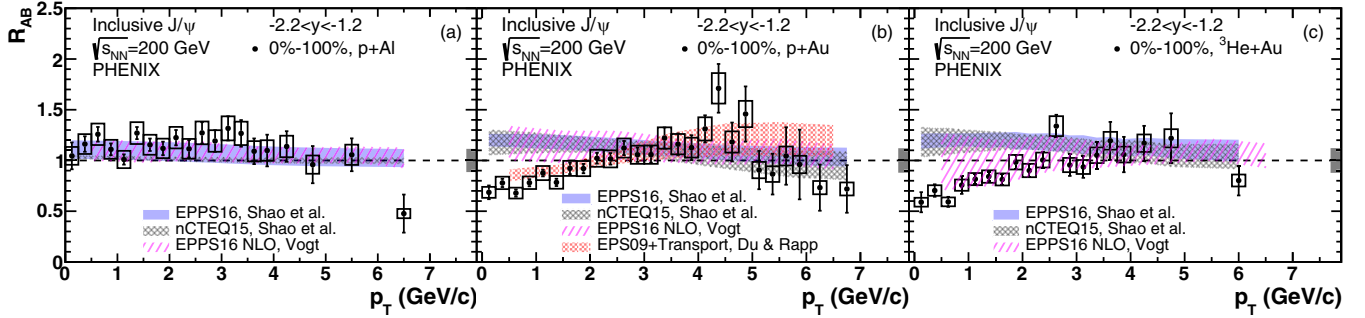 R_AB
2.5
2
1.5
1
0.5
0
Inclusive J/ψ
-2.2<y<-1.2
(a)
√s_NN=200 GeV
• 0%-100%, p+Al
PHENIX
EPPS16, Shao et al.
nCTEQ15, Shao et al.
EPPS16 NLO, Vogt
0 1 2 3 4 5 6 7
p_T (GeV/c)
Inclusive J/ψ
-2.2<y<-1.2
(b)
√s_NN=200 GeV
• 0%-100%, p+Au
PHENIX
EPPS16, Shao et al.
nCTEQ15, Shao et al.
EPPS16 NLO, Vogt
EPS09+Transport, Du & Rapp
0 1 2 3 4 5 6 7
p_T (GeV/c)
Inclusive J/ψ
-2.2<y<-1.2
(c)
√s_NN=200 GeV
• 0%-100%, ³He+Au
PHENIX
EPPS16, Shao et al.
nCTEQ15, Shao et al.
EPPS16 NLO, Vogt
0 1 2 3 4 5 6 7
p_T (GeV/c)